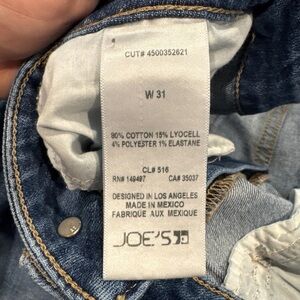 CUT# 4500352621
W 31
80% COTTON 15% LYOCELL
4% POLYESTER 1% ELASTANE
CL# 516
RN# 149497 CA# 35037
DESIGNED IN LOS ANGELES
MADE IN MEXICO
FABRIQUE AUX MEXIQUE
JOE'S